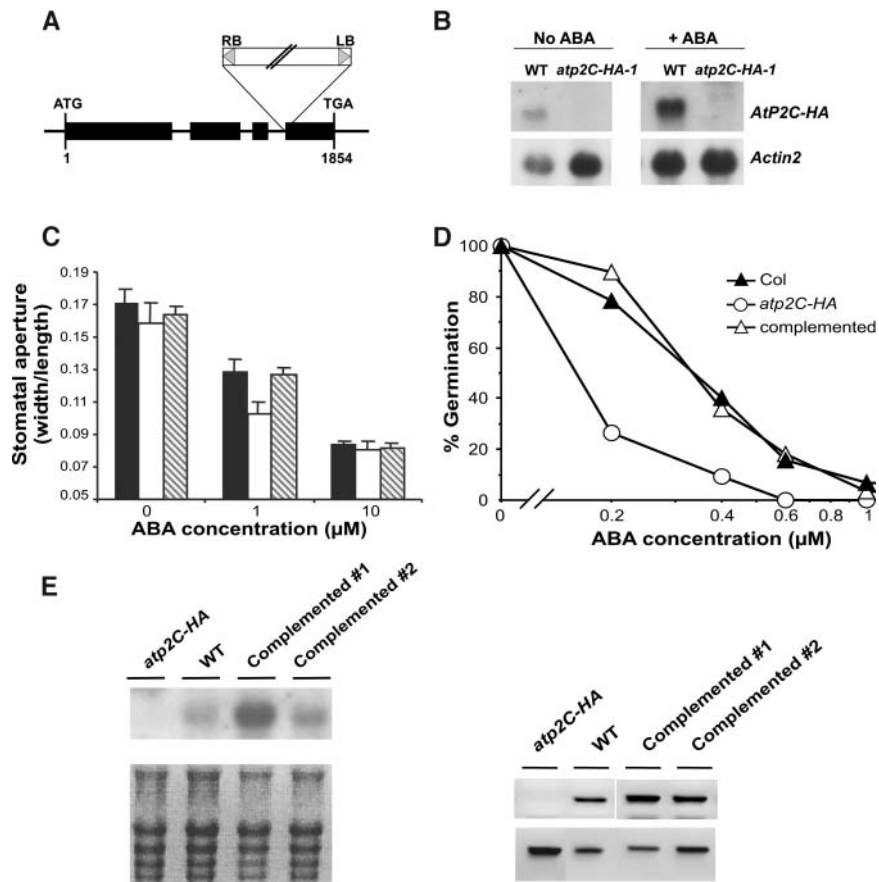 A
RB LB
ATG TGA
1 1854
B
No ABA + ABA
WT atp2C-HA-1 WT atp2C-HA-1
AtP2C-HA
Actin2
C
Stomatal aperture
(width/length)
0.19
0.17
0.15
0.13
0.11
0.09
0.07
0.05
0 1 10
ABA concentration (µM)
D
% Germination
100
80
60
40
20
0
Col
atp2C-HA
complemented
0 0.2 0.4 0.6 0.8 1
ABA concentration (µM)
E
atp2C-HA
WT
Complemented #1
Complemented #2
atp2C-HA
WT
Complemented #1
Complemented #2